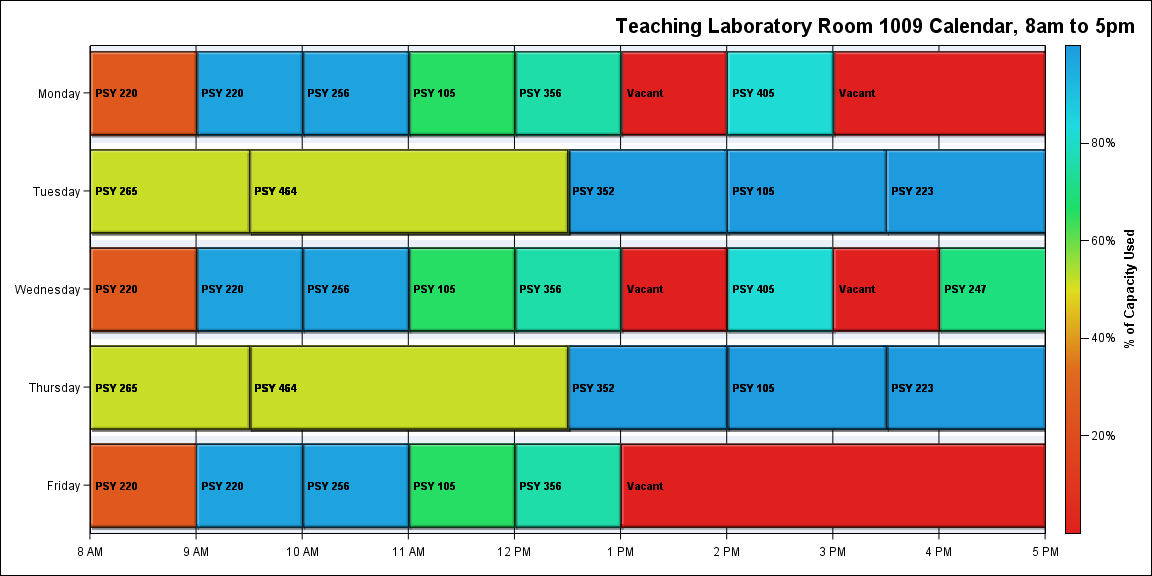 Teaching Laboratory Room 1009 Calendar, 8am to 5pm
Monday
PSY 220
PSY 220
PSY 256
PSY 105
PSY 356
Vacant
PSY 405
Vacant
Tuesday
PSY 265
PSY 464
PSY 352
PSY 105
PSY 223
Wednesday
PSY 220
PSY 220
PSY 256
PSY 105
PSY 356
Vacant
PSY 405
Vacant
PSY 247
Thursday
PSY 265
PSY 464
PSY 352
PSY 105
PSY 223
Friday
PSY 220
PSY 220
PSY 256
PSY 105
PSY 356
Vacant
8 AM
9 AM
10 AM
11 AM
12 PM
1 PM
2 PM
3 PM
4 PM
5 PM
80%
60%
40%
20%
% of Capacity Used